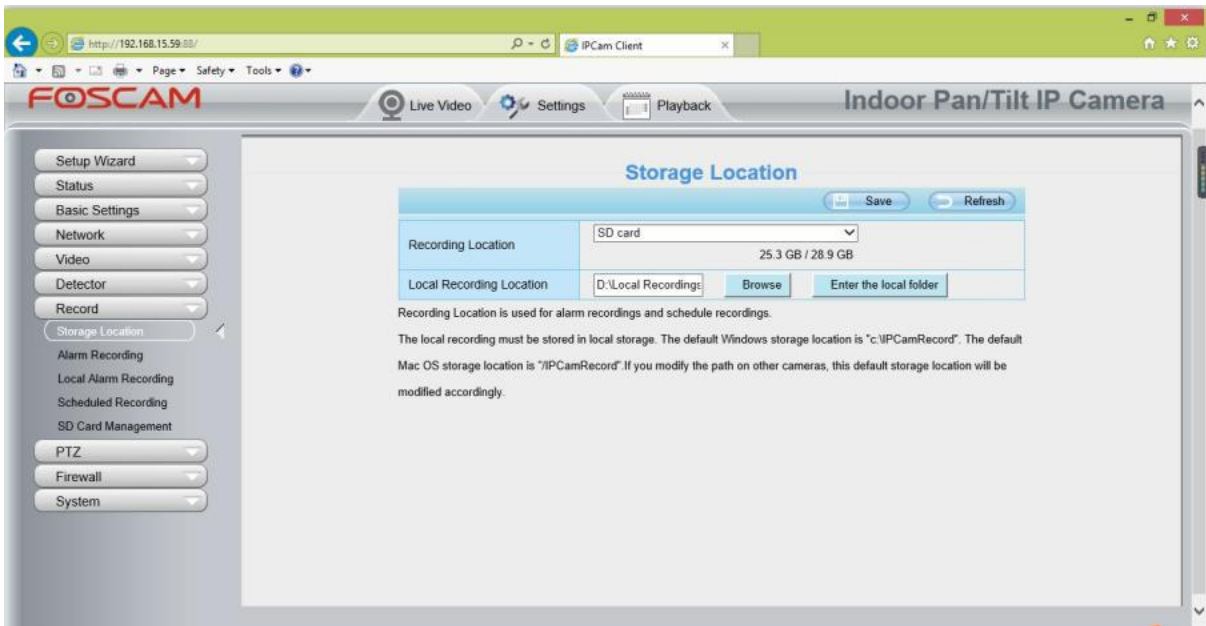 http://192.168.15.59:88/
IPCam Client
Page Safety Tools
FOSCAM
Live Video Settings Playback
Indoor Pan/Tilt IP Camera
Setup Wizard
Status
Basic Settings
Network
Video
Detector
Record
Storage Location
Alarm Recording
Local Alarm Recording
Scheduled Recording
SD Card Management
PTZ
Firewall
System
Storage Location
Save Refresh
Recording Location SD card
25.3 GB / 28.9 GB
Local Recording Location D:\Local Recordings Browse Enter the local folder
Recording Location is used for alarm recordings and schedule recordings.
The local recording must be stored in local storage. The default Windows storage location is "c:\IPCamRecord". The default
Mac OS storage location is "/IPCamRecord".If you modify the path on other cameras, this default storage location will be
modified accordingly.